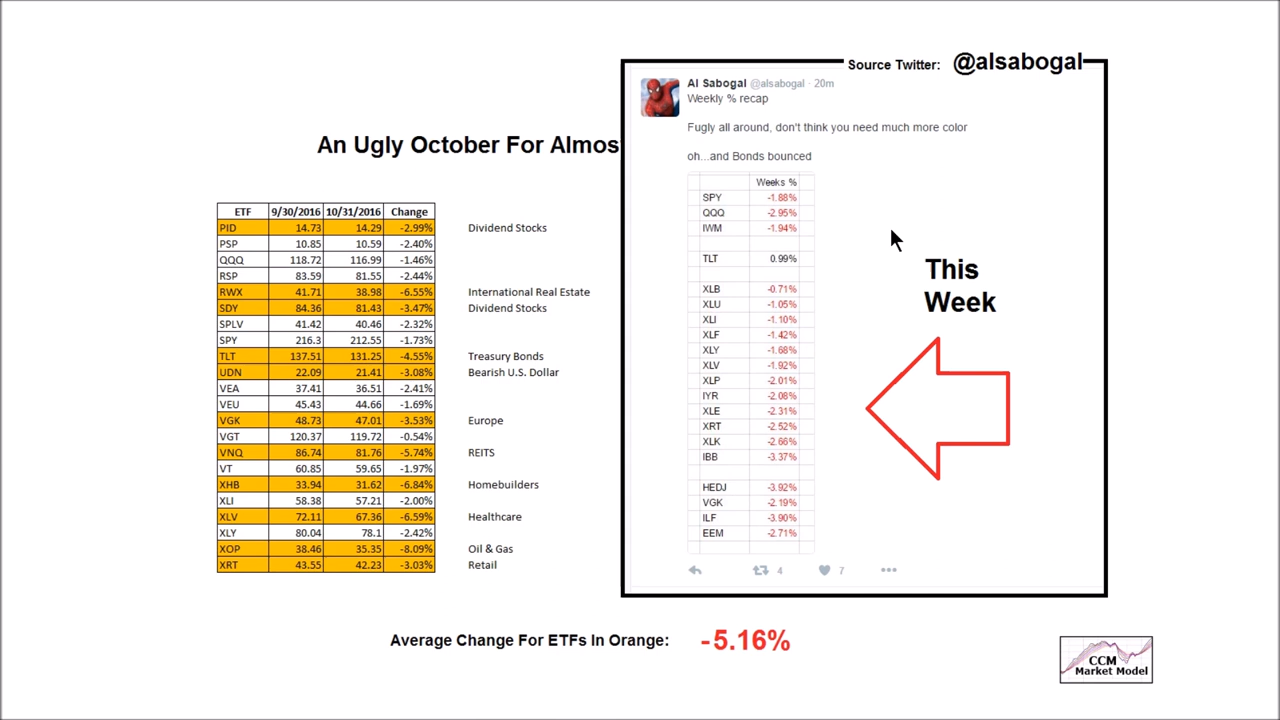 Source Twitter: @alsabogal
Al Sabogal @alsabogal · 20m
Weekly % recap
Fugly all around, don't think you need much more color
oh...and Bonds bounced
Weeks %
SPY -1.88%
QQQ -2.95%
IWM -1.94%
TLT 0.99%
XLB -0.71%
XLU -1.05%
XLI -1.10%
XLF -1.42%
XLY -1.68%
XLV -1.92%
XLP -2.01%
IYR -2.08%
XLE -2.31%
XRT -2.52%
XLK -2.66%
IBB -3.37%
HEDJ -3.92%
VGK -2.19%
ILF -3.90%
EEM -2.71%
4 7
This
Week
An Ugly October For Almos
ETF 9/30/2016 10/31/2016 Change
PID 14.73 14.29 -2.99% Dividend Stocks
PSP 10.85 10.59 -2.40%
QQQ 118.72 116.99 -1.46%
RSP 83.59 81.55 -2.44%
RWX 41.71 38.98 -6.55% International Real Estate
SDY 84.36 81.43 -3.47% Dividend Stocks
SPLV 41.42 40.46 -2.32%
SPY 216.3 212.55 -1.73%
TLT 137.51 131.25 -4.55% Treasury Bonds
UDN 22.09 21.41 -3.08% Bearish U.S. Dollar
VEA 37.41 36.51 -2.41%
VEU 45.43 44.66 -1.69%
VGK 48.73 47.01 -3.53% Europe
VGT 120.37 119.72 -0.54%
VNQ 86.74 81.76 -5.74% REITS
VT 60.85 59.65 -1.97%
XHB 33.94 31.62 -6.84% Homebuilders
XLI 58.38 57.21 -2.00%
XLV 72.11 67.36 -6.59% Healthcare
XLY 80.04 78.1 -2.42%
XOP 38.46 35.35 -8.09% Oil & Gas
XRT 43.55 42.23 -3.03% Retail
Average Change For ETFs In Orange: -5.16%
CCM
Market Model